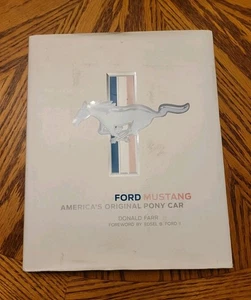 FORD MUSTANG
AMERICA'S ORIGINAL PONY CAR
DONALD FARR
FOREWORD BY EDSEL B. FORD II